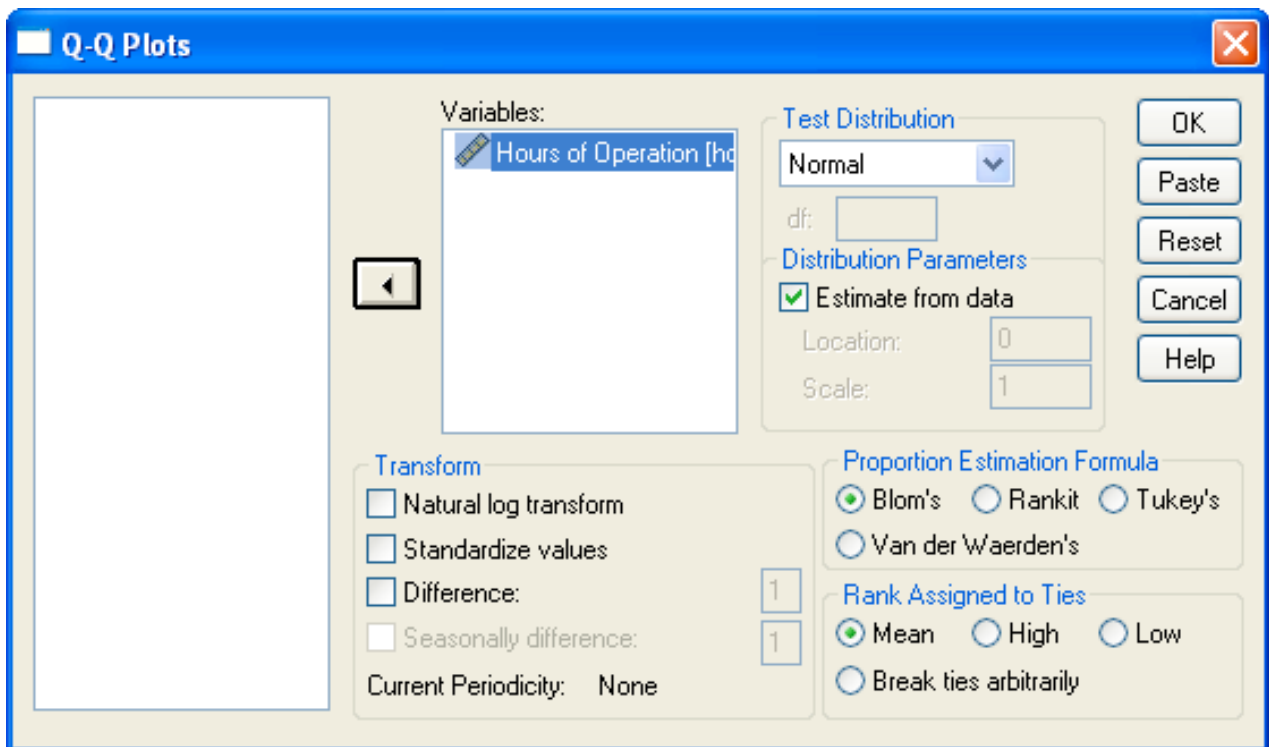 Q-Q Plots
Variables:
Hours of Operation [ho
Test Distribution
Normal
df:
Distribution Parameters
Estimate from data
Location: 0
Scale: 1
OK
Paste
Reset
Cancel
Help
Transform
Natural log transform
Standardize values
Difference: 1
Seasonally difference: 1
Current Periodicity: None
Proportion Estimation Formula
Blom's Rankit Tukey's
Van der Waerden's
Rank Assigned to Ties
Mean High Low
Break ties arbitrarily